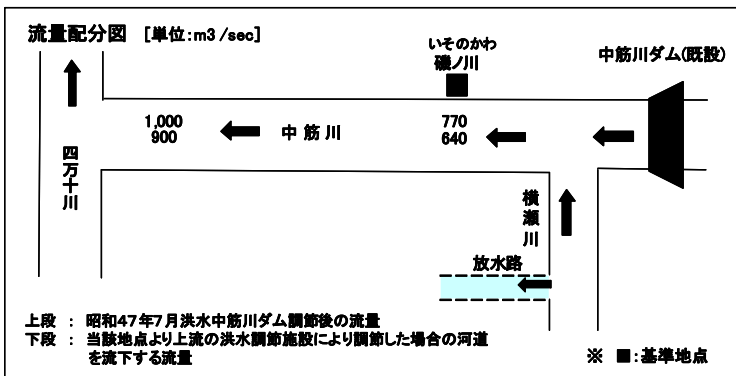 流量配分図 [単位:m3/sec]
いそのかわ
磯ノ川
中筋川ダム(既設)
1,000
900
中筋川
770
640
四万十川
横瀬川
放水路
上段 : 昭和47年7月洪水中筋川ダム調節後の流量
下段 : 当該地点より上流の洪水調節施設により調節した場合の河道
を流下する流量
※ ■:基準地点